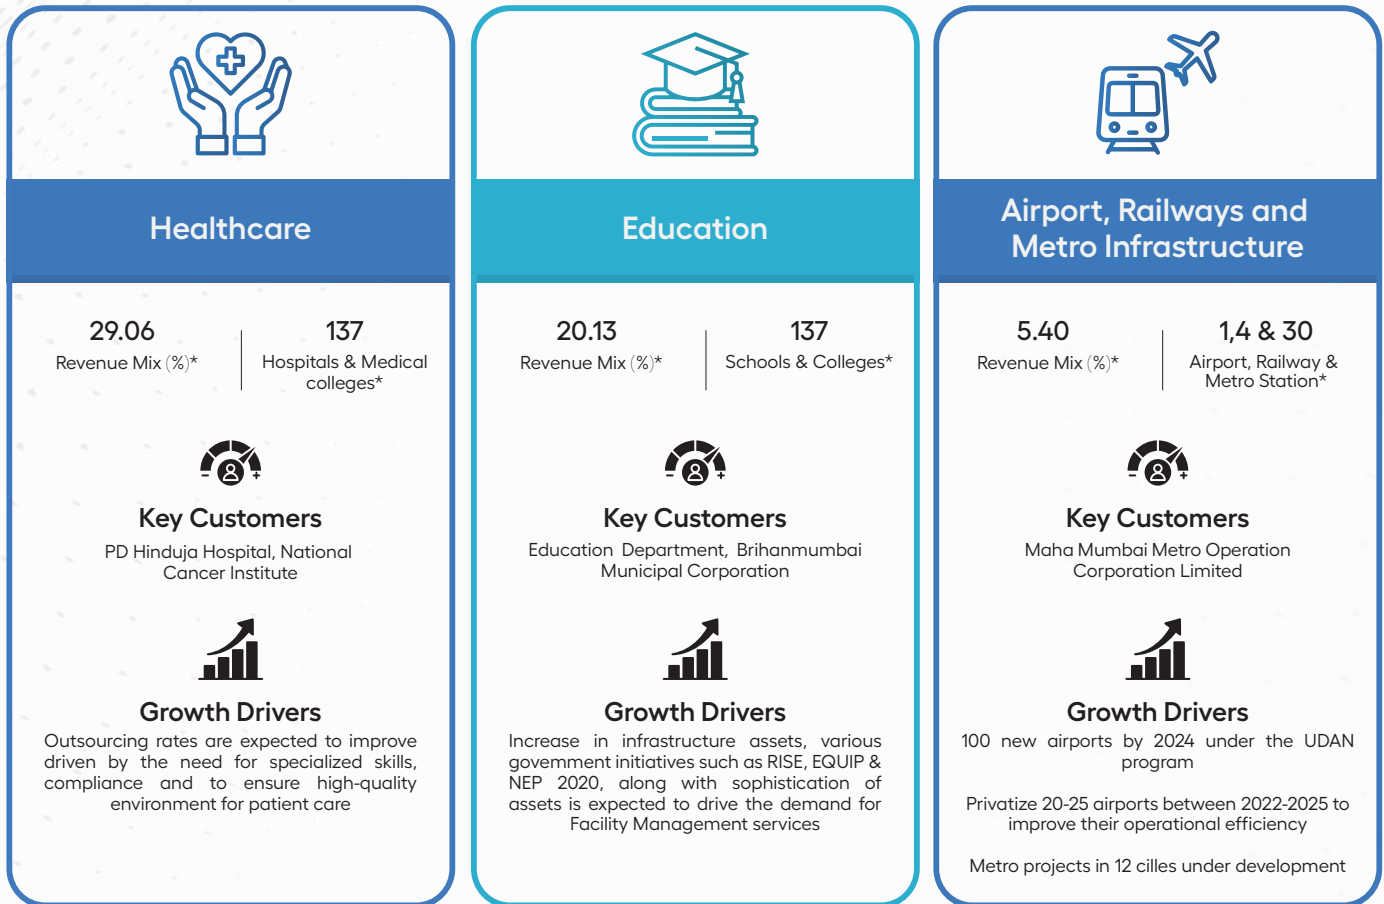 Healthcare
29.06
Revenue Mix (%)*
137
Hospitals & Medical
colleges*
Key Customers
PD Hinduja Hospital, National
Cancer Institute
Growth Drivers
Outsourcing rates are expected to improve
driven by the need for specialized skills,
compliance and to ensure high-quality
environment for patient care
Education
20.13
Revenue Mix (%)*
137
Schools & Colleges*
Key Customers
Education Department, Brihanmumbai
Municipal Corporation
Growth Drivers
Increase in infrastructure assets, various
government initiatives such as RISE, EQUIP &
NEP 2020, along with sophistication of
assets is expected to drive the demand for
Facility Management services
Airport, Railways and
Metro Infrastructure
5.40
Revenue Mix (%)*
1,4 & 30
Airport, Railway &
Metro Station*
Key Customers
Maha Mumbai Metro Operation
Corporation Limited
Growth Drivers
100 new airports by 2024 under the UDAN
program
Privatize 20-25 airports between 2022-2025 to
improve their operational efficiency
Metro projects in 12 cilles under development